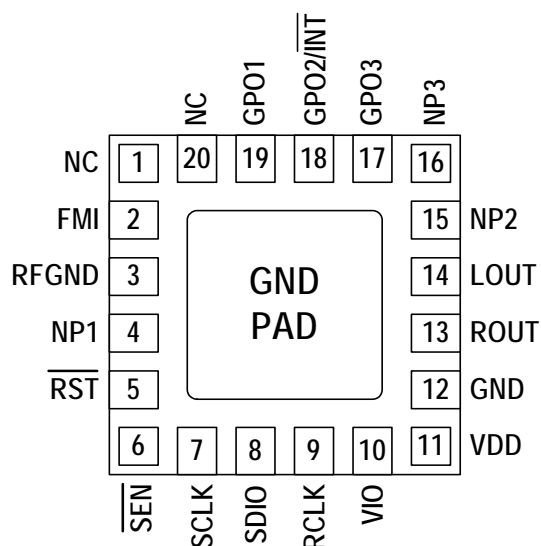 NC
GPO1
GPO2/INT
GPO3
NP3
20
19
18
17
16
NC 1
FMI 2
15 NP2
RFGND 3
14 LOUT
NP1 4
13 ROUT
RST 5
12 GND
GND
PAD
6
7
8
9
10
11 VDD
SEN
SCLK
SDIO
RCLK
VIO